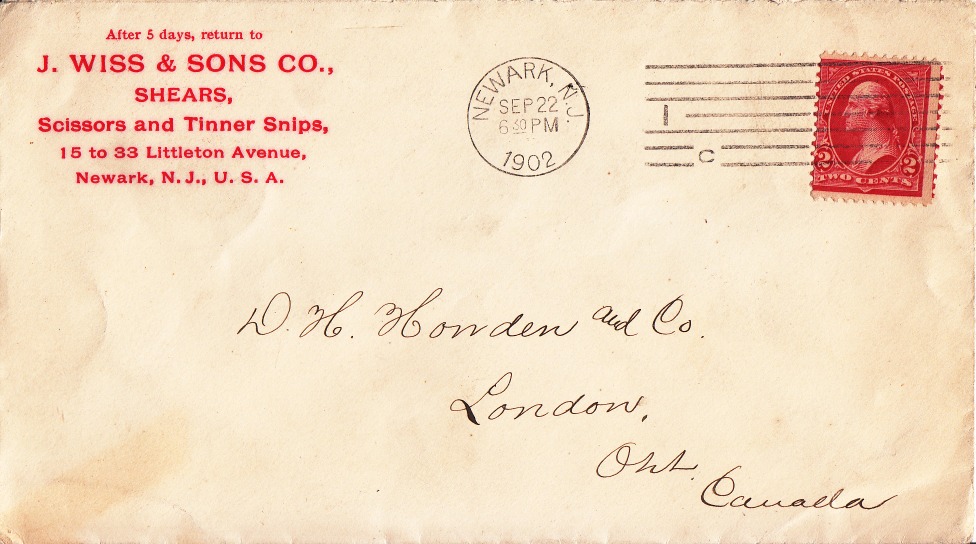 After 5 days, return to
J. WISS & SONS CO.,
SHEARS,
Scissors and Tinner Snips,
15 to 33 Littleton Avenue,
Newark, N. J., U. S. A.
NEWARK, N.J.
SEP 22
6 30 PM
1902
1
C
UNITED STATES POSTAGE
2 2
TWO CENTS
D. H. Howden and Co.
London,
Ont.
Canada